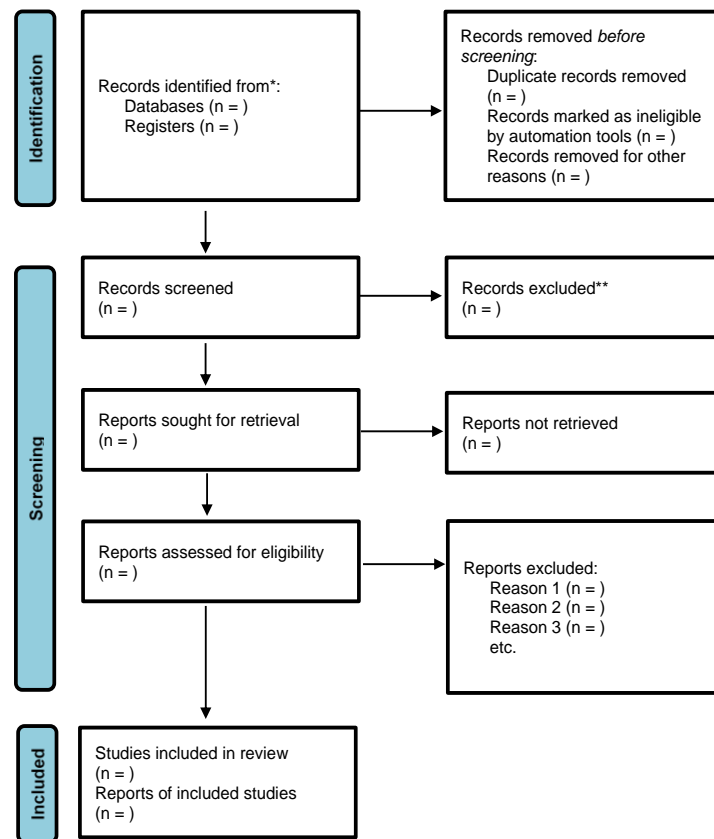 Identification
Records identified from*:
Databases (n = )
Registers (n = )
Records removed before
screening:
Duplicate records removed
(n = )
Records marked as ineligible
by automation tools (n = )
Records removed for other
reasons (n = )
Screening
Records screened
(n = )
Records excluded**
(n = )
Reports sought for retrieval
(n = )
Reports not retrieved
(n = )
Reports assessed for eligibility
(n = )
Reports excluded:
Reason 1 (n = )
Reason 2 (n = )
Reason 3 (n = )
etc.
Included
Studies included in review
(n = )
Reports of included studies
(n = )